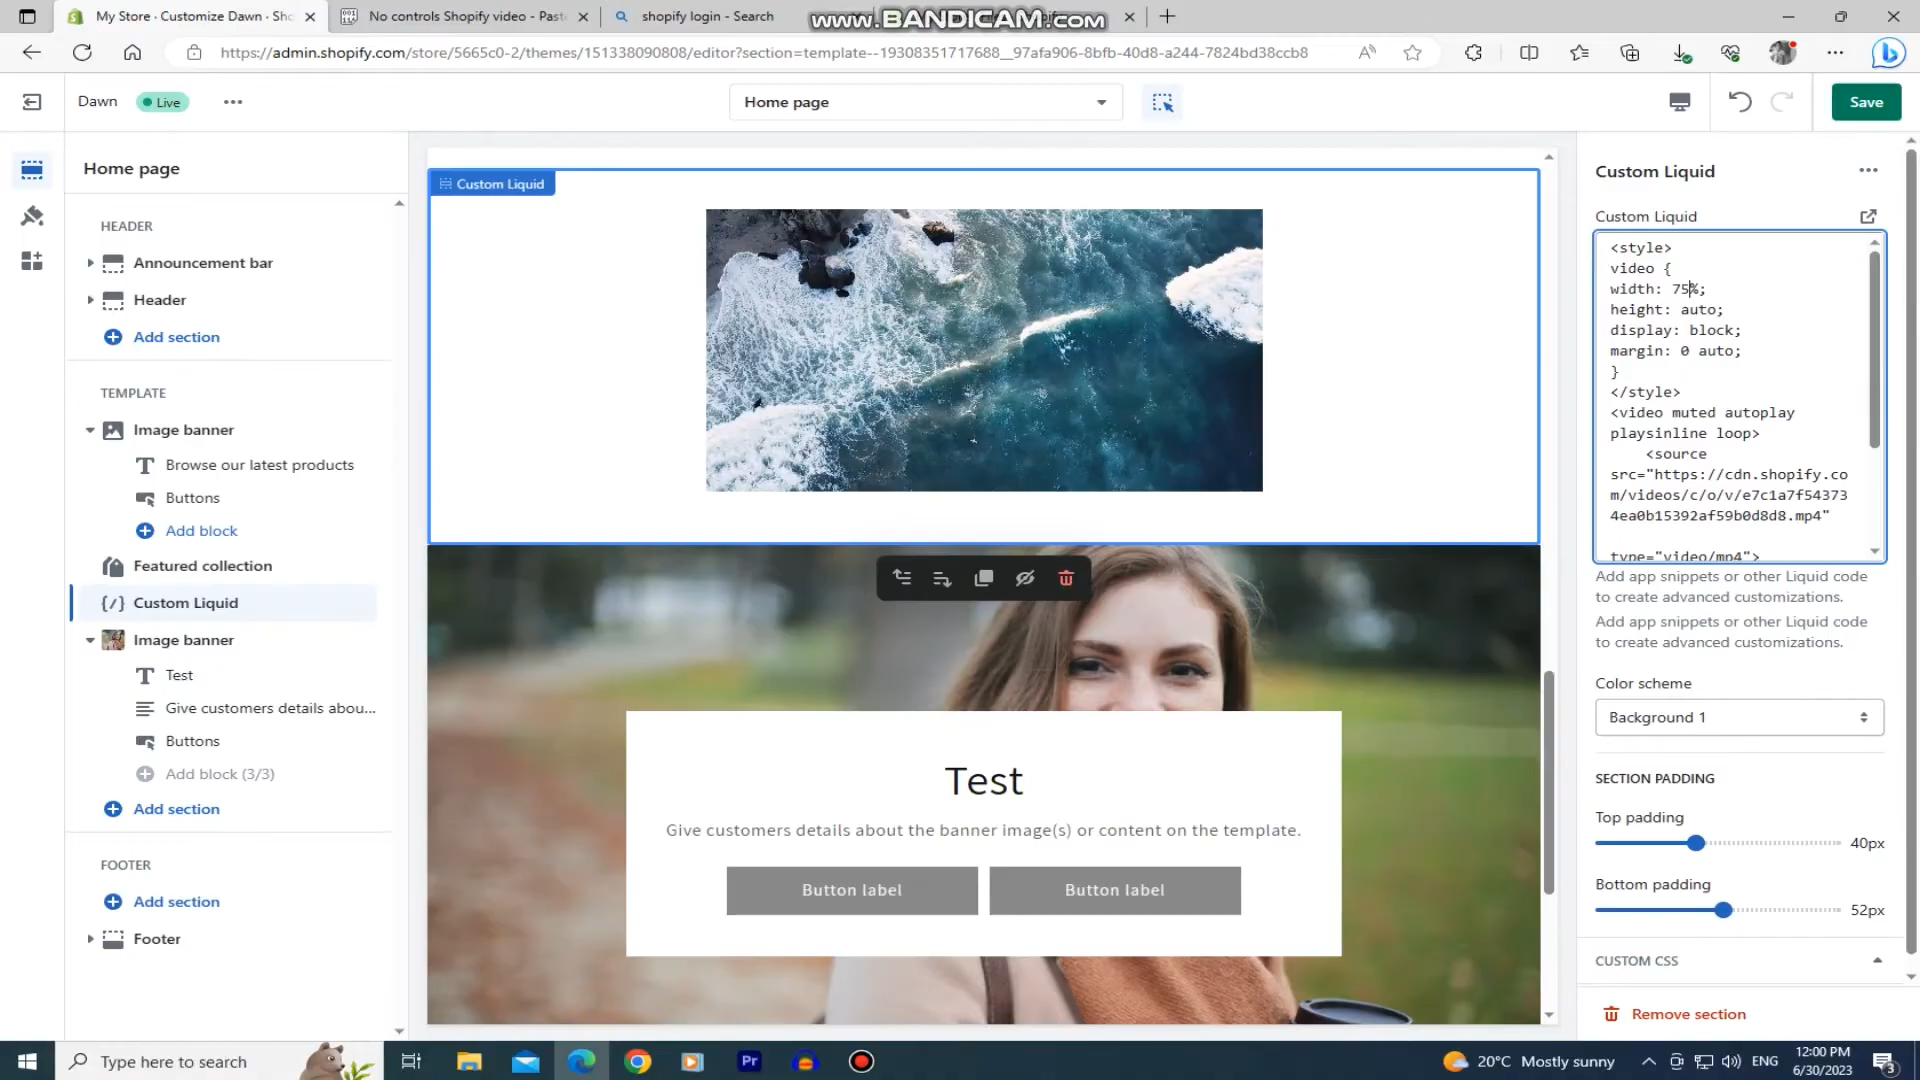 My Store · Customize Dawn · Sho
No controls Shopify video - Paste
shopify login - Search
www.BANDICAM.com
https://admin.shopify.com/store/5665c0-2/themes/151338090808/editor?section=template--19308351717688__97afa906-8bfb-40d8-a244-7824bd38ccb8
Dawn
Live
Home page
Save
Home page
HEADER
Announcement bar
Header
Add section
TEMPLATE
Image banner
Browse our latest products
Buttons
Add block
Featured collection
Custom Liquid
Image banner
Test
Give customers details abou...
Buttons
Add block (3/3)
Add section
FOOTER
Add section
Footer
Custom Liquid
Test
Give customers details about the banner image(s) or content on the template.
Button label
Button label
Custom Liquid
Custom Liquid
<style>
video {
width: 75%;
height: auto;
display: block;
margin: 0 auto;
}
</style>
<video muted autoplay
playsinline loop>
<source
src="https://cdn.shopify.co
m/videos/c/o/v/e7c1a7f54373
4ea0b15392af59b0d8d8.mp4"
type="video/mp4">
Add app snippets or other Liquid code
to create advanced customizations.
Add app snippets or other Liquid code
to create advanced customizations.
Color scheme
Background 1
SECTION PADDING
Top padding
40px
Bottom padding
52px
CUSTOM CSS
Remove section
Type here to search
Pr
20°C Mostly sunny
ENG
12:00 PM
6/30/2023
3